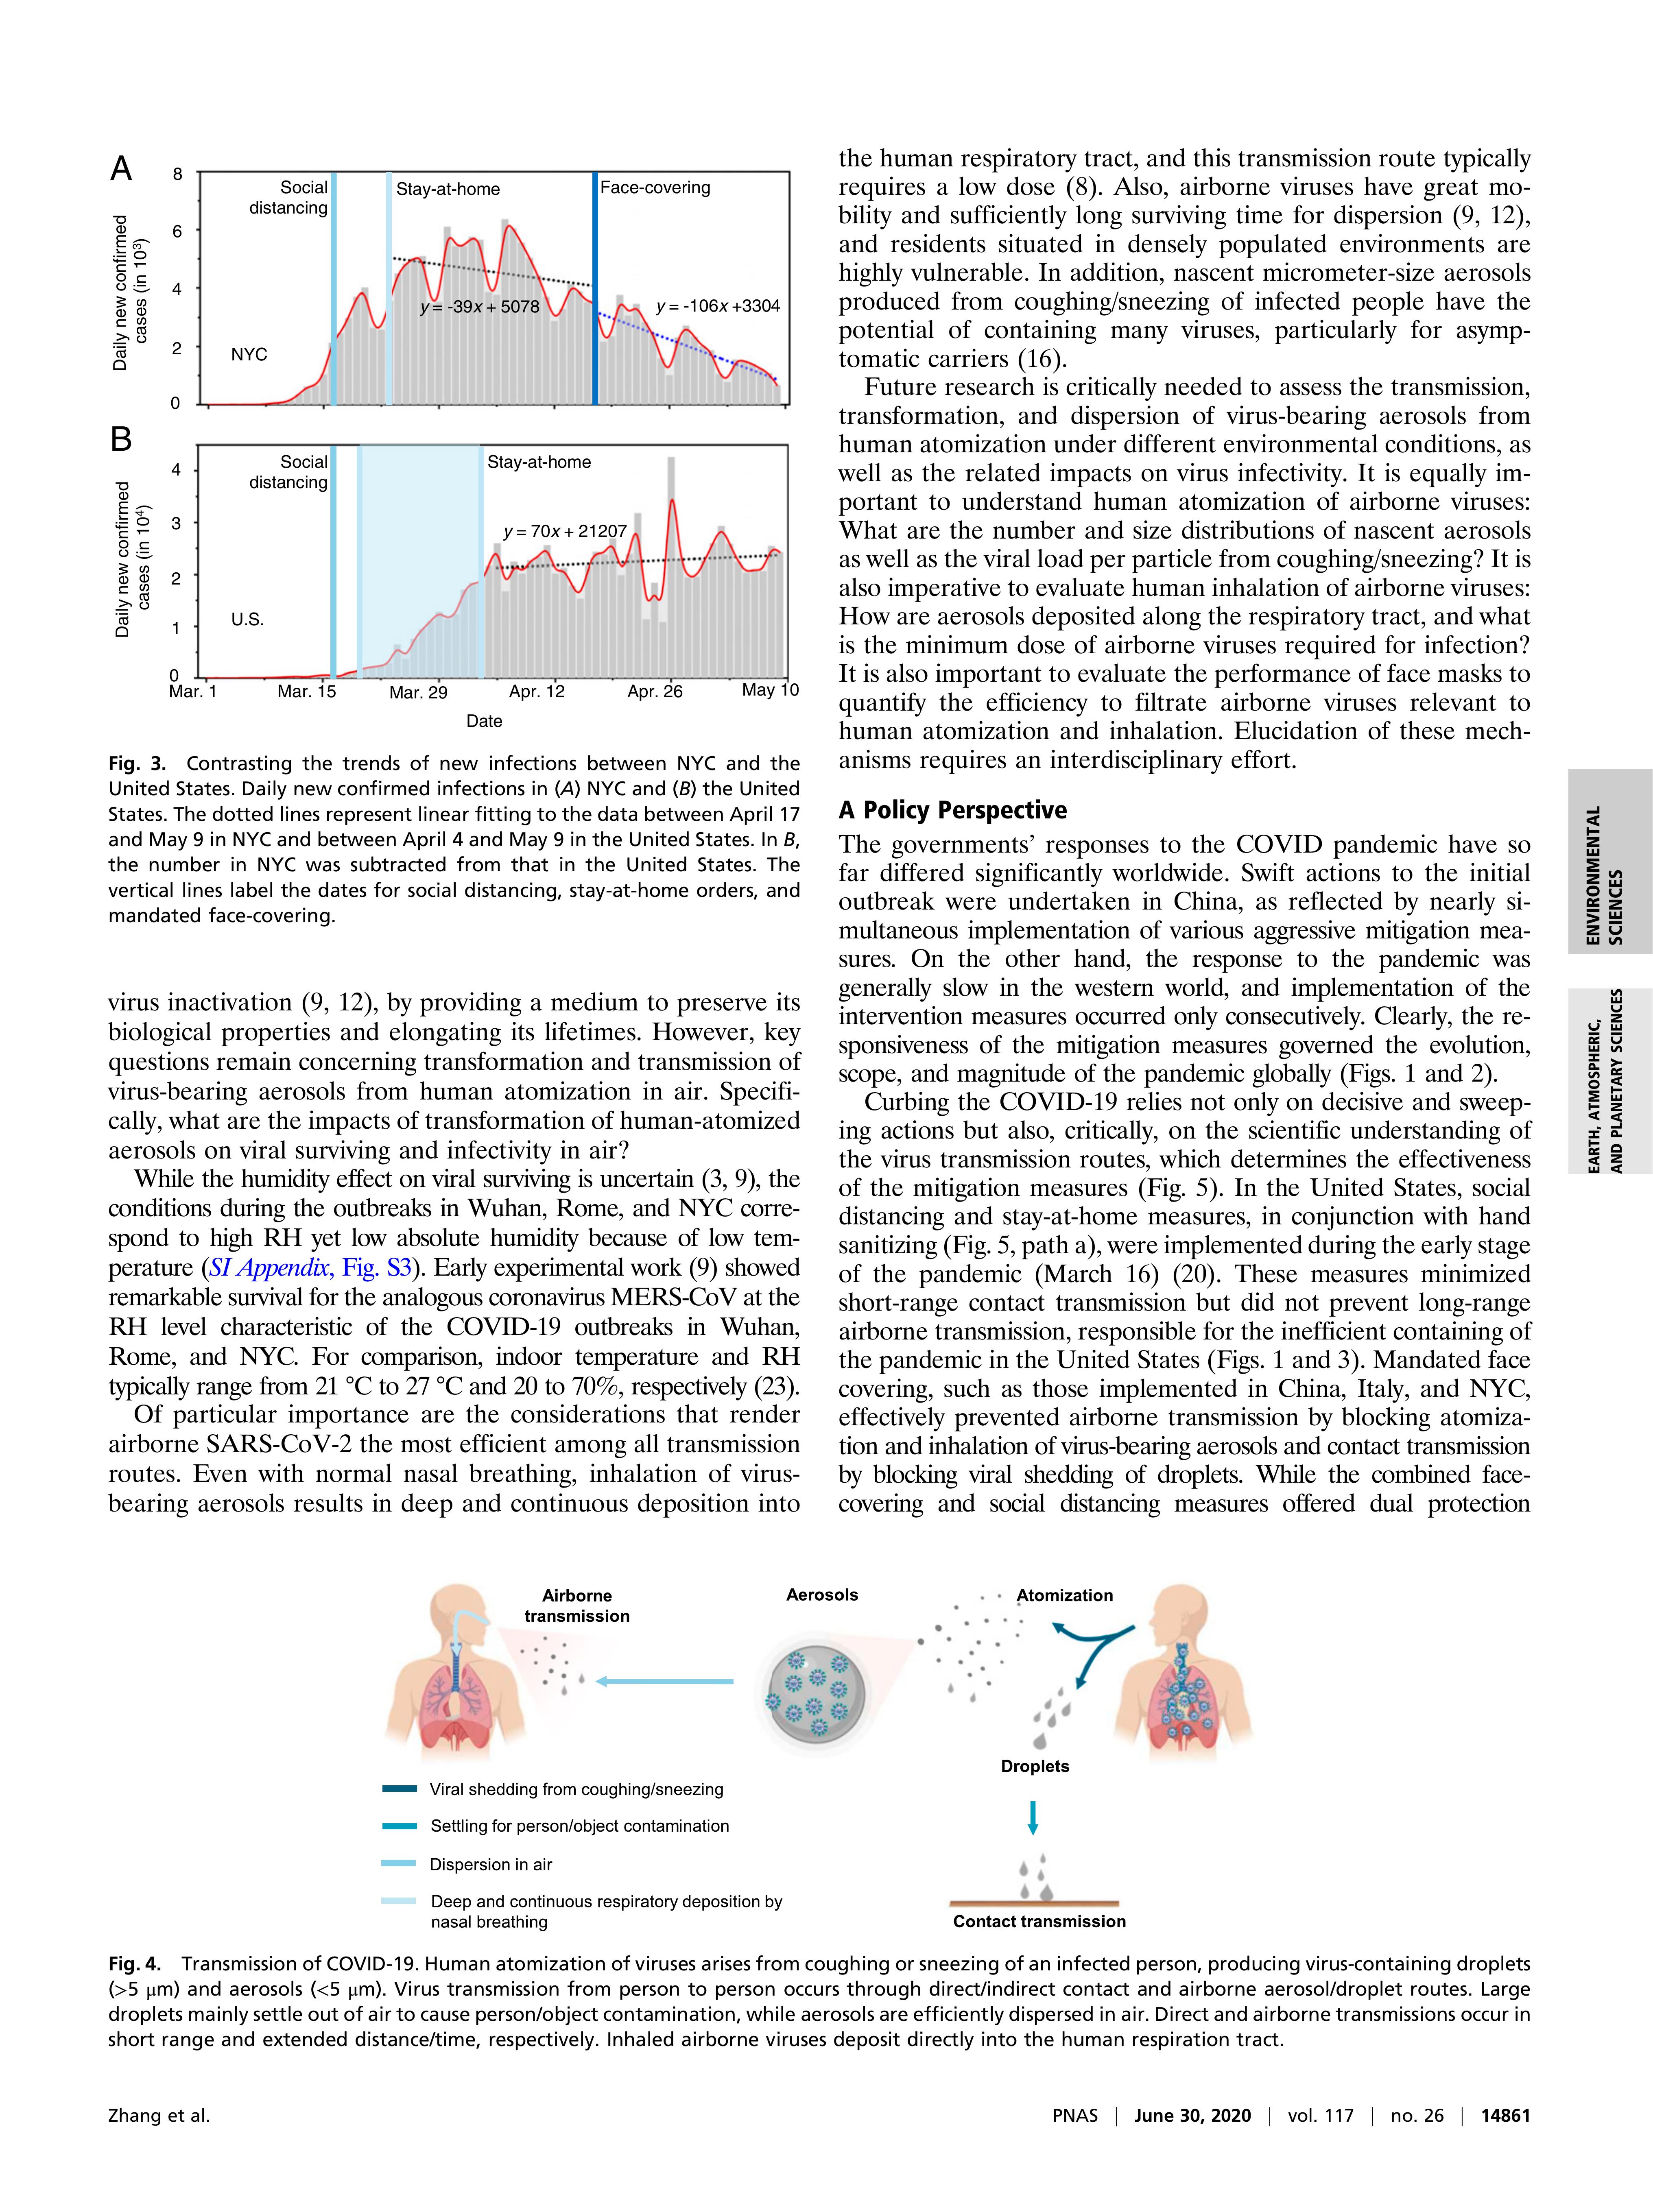 A
8
6
4
2
0
Daily new confirmed
cases (in 10³)
Social
distancing
Stay-at-home
Face-covering
y = -39x + 5078
y = -106x +3304
NYC
B
4
3
2
1
0
Daily new confirmed
cases (in 10⁴)
Social
distancing
Stay-at-home
y = 70x + 21207
U.S.
Mar. 1
Mar. 15
Mar. 29
Apr. 12
Apr. 26
May 10
Date
Fig. 3. Contrasting the trends of new infections between NYC and the
United States. Daily new confirmed infections in (A) NYC and (B) the United
States. The dotted lines represent linear fitting to the data between April 17
and May 9 in NYC and between April 4 and May 9 in the United States. In B,
the number in NYC was subtracted from that in the United States. The
vertical lines label the dates for social distancing, stay-at-home orders, and
mandated face-covering.
virus inactivation (9, 12), by providing a medium to preserve its
biological properties and elongating its lifetimes. However, key
questions remain concerning transformation and transmission of
virus-bearing aerosols from human atomization in air. Specifi-
cally, what are the impacts of transformation of human-atomized
aerosols on viral surviving and infectivity in air?
While the humidity effect on viral surviving is uncertain (3, 9), the
conditions during the outbreaks in Wuhan, Rome, and NYC corre-
spond to high RH yet low absolute humidity because of low tem-
perature (SI Appendix, Fig. S3). Early experimental work (9) showed
remarkable survival for the analogous coronavirus MERS-CoV at the
RH level characteristic of the COVID-19 outbreaks in Wuhan,
Rome, and NYC. For comparison, indoor temperature and RH
typically range from 21 °C to 27 °C and 20 to 70%, respectively (23).
Of particular importance are the considerations that render
airborne SARS-CoV-2 the most efficient among all transmission
routes. Even with normal nasal breathing, inhalation of virus-
bearing aerosols results in deep and continuous deposition into
the human respiratory tract, and this transmission route typically
requires a low dose (8). Also, airborne viruses have great mo-
bility and sufficiently long surviving time for dispersion (9, 12),
and residents situated in densely populated environments are
highly vulnerable. In addition, nascent micrometer-size aerosols
produced from coughing/sneezing of infected people have the
potential of containing many viruses, particularly for asymp-
tomatic carriers (16).
Future research is critically needed to assess the transmission,
transformation, and dispersion of virus-bearing aerosols from
human atomization under different environmental conditions, as
well as the related impacts on virus infectivity. It is equally im-
portant to understand human atomization of airborne viruses:
What are the number and size distributions of nascent aerosols
as well as the viral load per particle from coughing/sneezing? It is
also imperative to evaluate human inhalation of airborne viruses:
How are aerosols deposited along the respiratory tract, and what
is the minimum dose of airborne viruses required for infection?
It is also important to evaluate the performance of face masks to
quantify the efficiency to filtrate airborne viruses relevant to
human atomization and inhalation. Elucidation of these mech-
anisms requires an interdisciplinary effort.
A Policy Perspective
The governments' responses to the COVID pandemic have so
far differed significantly worldwide. Swift actions to the initial
outbreak were undertaken in China, as reflected by nearly si-
multaneous implementation of various aggressive mitigation mea-
sures. On the other hand, the response to the pandemic was
generally slow in the western world, and implementation of the
intervention measures occurred only consecutively. Clearly, the re-
sponsiveness of the mitigation measures governed the evolution,
scope, and magnitude of the pandemic globally (Figs. 1 and 2).
Curbing the COVID-19 relies not only on decisive and sweep-
ing actions but also, critically, on the scientific understanding of
the virus transmission routes, which determines the effectiveness
of the mitigation measures (Fig. 5). In the United States, social
distancing and stay-at-home measures, in conjunction with hand
sanitizing (Fig. 5, path a), were implemented during the early stage
of the pandemic (March 16) (20). These measures minimized
short-range contact transmission but did not prevent long-range
airborne transmission, responsible for the inefficient containing of
the pandemic in the United States (Figs. 1 and 3). Mandated face
covering, such as those implemented in China, Italy, and NYC,
effectively prevented airborne transmission by blocking atomiza-
tion and inhalation of virus-bearing aerosols and contact transmission
by blocking viral shedding of droplets. While the combined face-
covering and social distancing measures offered dual protection
ENVIRONMENTAL
SCIENCES
EARTH, ATMOSPHERIC,
AND PLANETARY SCIENCES
Airborne
transmission
Aerosols
Atomization
Droplets
Contact transmission
Viral shedding from coughing/sneezing
Settling for person/object contamination
Dispersion in air
Deep and continuous respiratory deposition by
nasal breathing
Fig. 4. Transmission of COVID-19. Human atomization of viruses arises from coughing or sneezing of an infected person, producing virus-containing droplets
(>5 μm) and aerosols (<5 μm). Virus transmission from person to person occurs through direct/indirect contact and airborne aerosol/droplet routes. Large
droplets mainly settle out of air to cause person/object contamination, while aerosols are efficiently dispersed in air. Direct and airborne transmissions occur in
short range and extended distance/time, respectively. Inhaled airborne viruses deposit directly into the human respiration tract.
Zhang et al.
PNAS | June 30, 2020 | vol. 117 | no. 26 | 14861